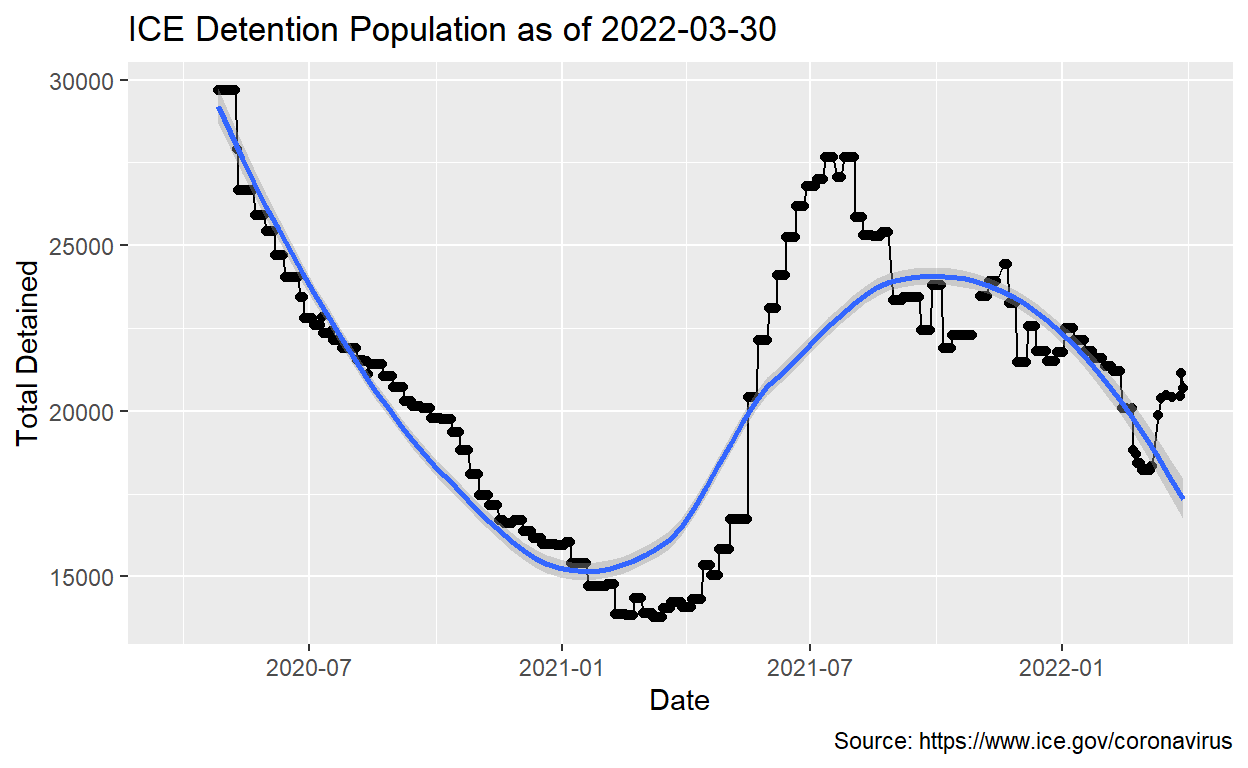 ICE Detention Population as of 2022-03-30
30000
25000
20000
15000
Total Detained
2020-07 2021-01 2021-07 2022-01
Date
Source: https://www.ice.gov/coronavirus